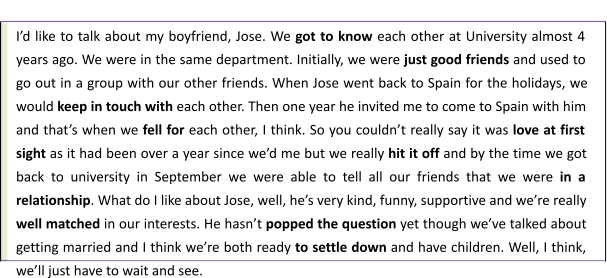 I’d like to talk about my boyfriend, Jose. We got to know each other at University almost 4
years ago. We were in the same department. Initially, we were just good friends and used to
go out in a group with our other friends. When Jose went back to Spain for the holidays, we
would keep in touch with each other. Then one year he invited me to come to Spain with him
and that’s when we fell for each other, I think. So you couldn’t really say it was love at first
sight as it had been over a year since we’d me but we really hit it off and by the time we got
back to university in September we were able to tell all our friends that we were in a
relationship. What do I like about Jose, well, he’s very kind, funny, supportive and we’re really
well matched in our interests. He hasn’t popped the question yet though we’ve talked about
getting married and I think we’re both ready to settle down and have children. Well, I think,
we’ll just have to wait and see.